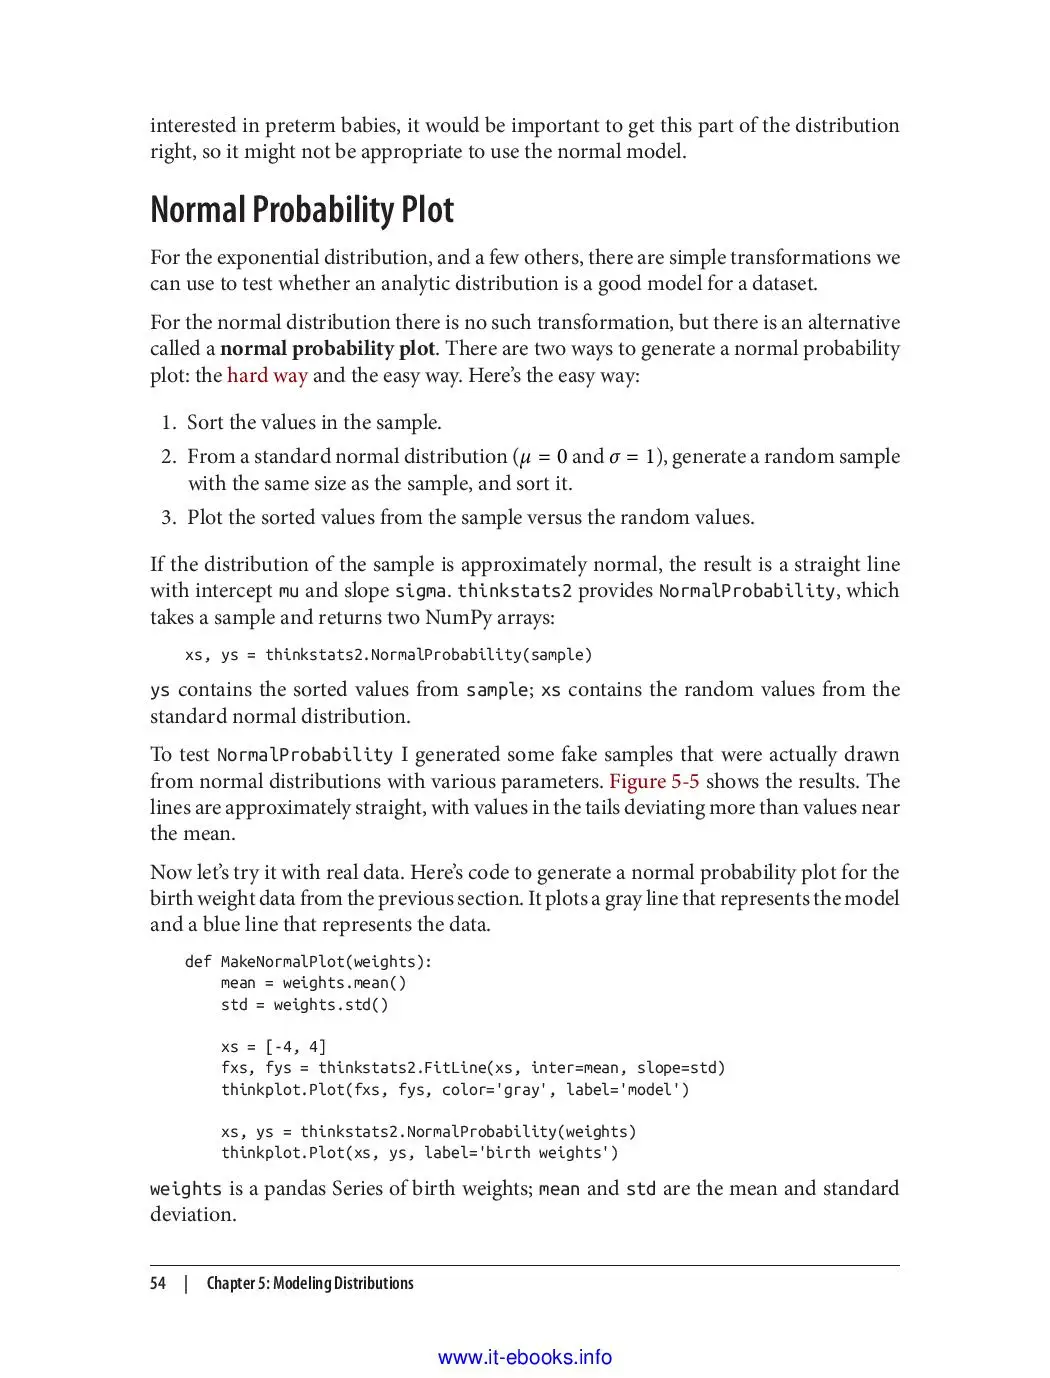 interested in preterm babies, it would be important to get this part of the distribution
right, so it might not be appropriate to use the normal model.
Normal Probability Plot
For the exponential distribution, and a few others, there are simple transformations we
can use to test whether an analytic distribution is a good model for a dataset.
For the normal distribution there is no such transformation, but there is an alternative
called a normal probability plot. There are two ways to generate a normal probability
plot: the hard way and the easy way. Here’s the easy way:
1. Sort the values in the sample.
2. From a standard normal distribution (μ = 0 and σ = 1), generate a random sample
with the same size as the sample, and sort it.
3. Plot the sorted values from the sample versus the random values.
If the distribution of the sample is approximately normal, the result is a straight line
with intercept mu and slope sigma. thinkstats2 provides NormalProbability, which
takes a sample and returns two NumPy arrays:
xs, ys = thinkstats2.NormalProbability(sample)
ys contains the sorted values from sample; xs contains the random values from the
standard normal distribution.
To test NormalProbability I generated some fake samples that were actually drawn
from normal distributions with various parameters. Figure 5-5 shows the results. The
lines are approximately straight, with values in the tails deviating more than values near
the mean.
Now let’s try it with real data. Here’s code to generate a normal probability plot for the
birth weight data from the previous section. It plots a gray line that represents the model
and a blue line that represents the data.
def MakeNormalPlot(weights):
    mean = weights.mean()
    std = weights.std()
    xs = [-4, 4]
    fxs, fys = thinkstats2.FitLine(xs, inter=mean, slope=std)
    thinkplot.Plot(fxs, fys, color='gray', label='model')
    xs, ys = thinkstats2.NormalProbability(weights)
    thinkplot.Plot(xs, ys, label='birth weights')
weights is a pandas Series of birth weights; mean and std are the mean and standard
deviation.
54 | Chapter 5: Modeling Distributions
www.it-ebooks.info